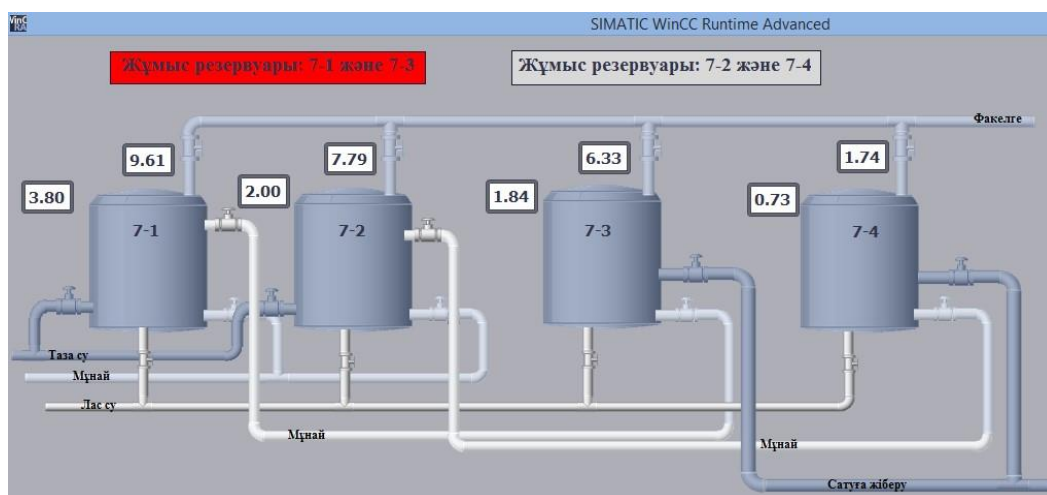 WinC
RA
SIMATIC WinCC Runtime Advanced
Жұмыс резервуары: 7-1 және 7-3
Жұмыс резервуары: 7-2 және 7-4
Факелге
9.61
7.79
6.33
1.74
3.80
2.00
1.84
0.73
7-1
7-2
7-3
7-4
Таза су
Мұнай
Лас су
Мұнай
Мұнай
Сатуға жіберу